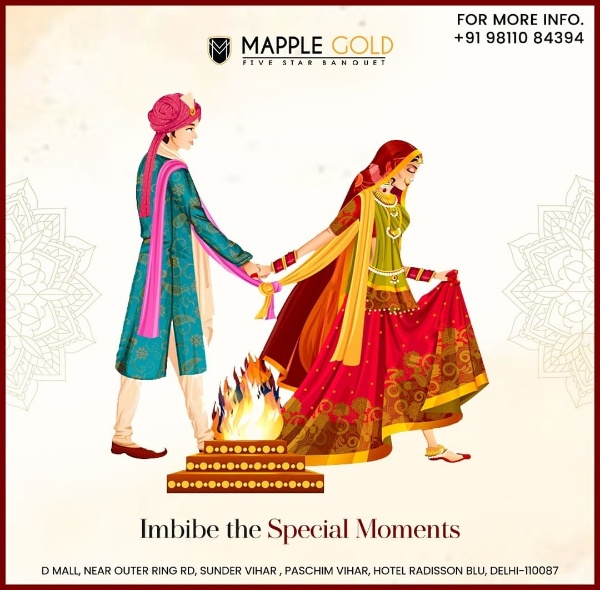 FOR MORE INFO.
+91 98110 84394
MAPPLE GOLD
FIVE STAR BANQUET
Imbibe the Special Moments
D MALL, NEAR OUTER RING RD, SUNDER VIHAR , PASCHIM VIHAR, HOTEL RADISSON BLU, DELHI-110087